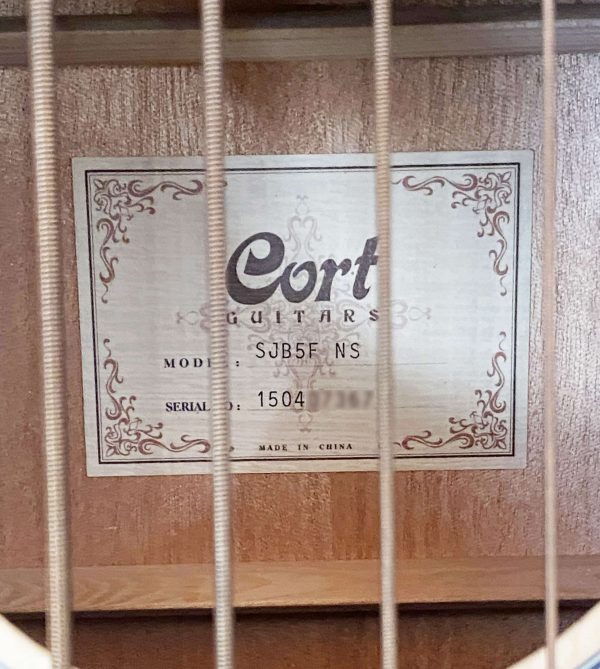 Cort
GUITARS
MODEL: SJB5F NS
SERIAL NO: 1504
MADE IN CHINA